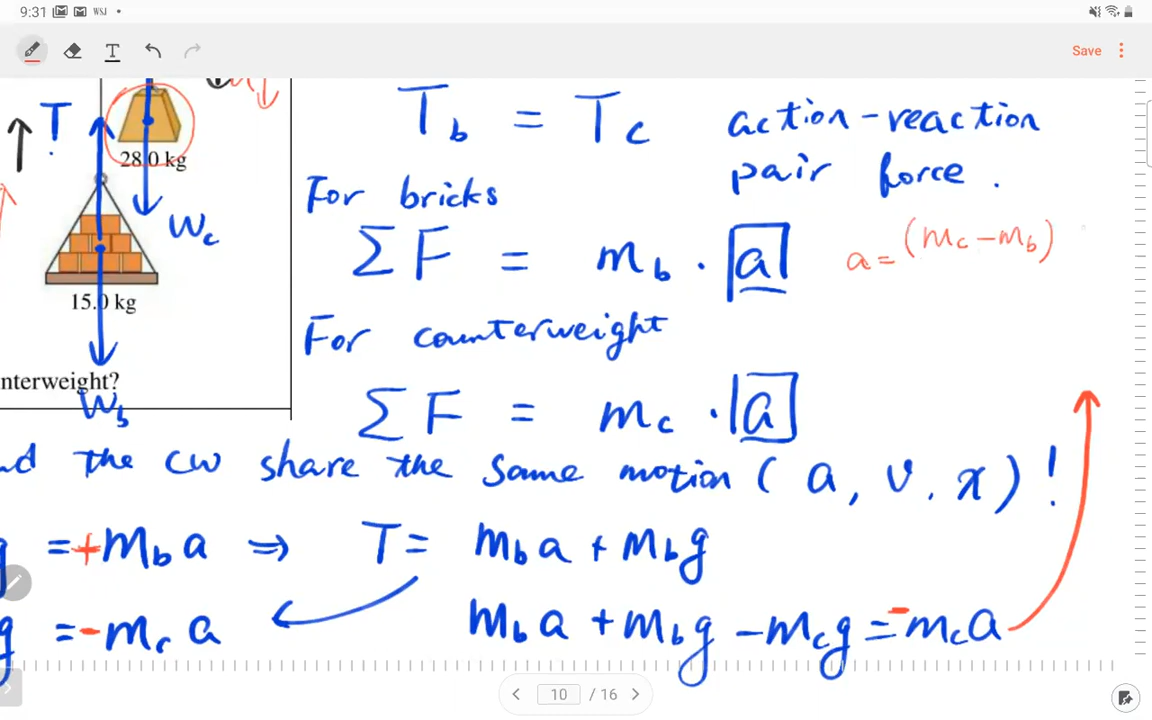 9:31 WSJ
T Save
T_b = T_c action-reaction
T pair force.
28.0 kg
For bricks
W_c
ΣF = m_b · a
a = (m_c - m_b)
15.0 kg
For counterweight
nterweight?
W_b
ΣF = m_c · a
nd the cw share the same motion (a, v, x)!
g = +m_b a ⇒ T = m_b a + m_b g
g = -m_c a m_b a + m_b g - m_c g = -m_c a
10 / 16